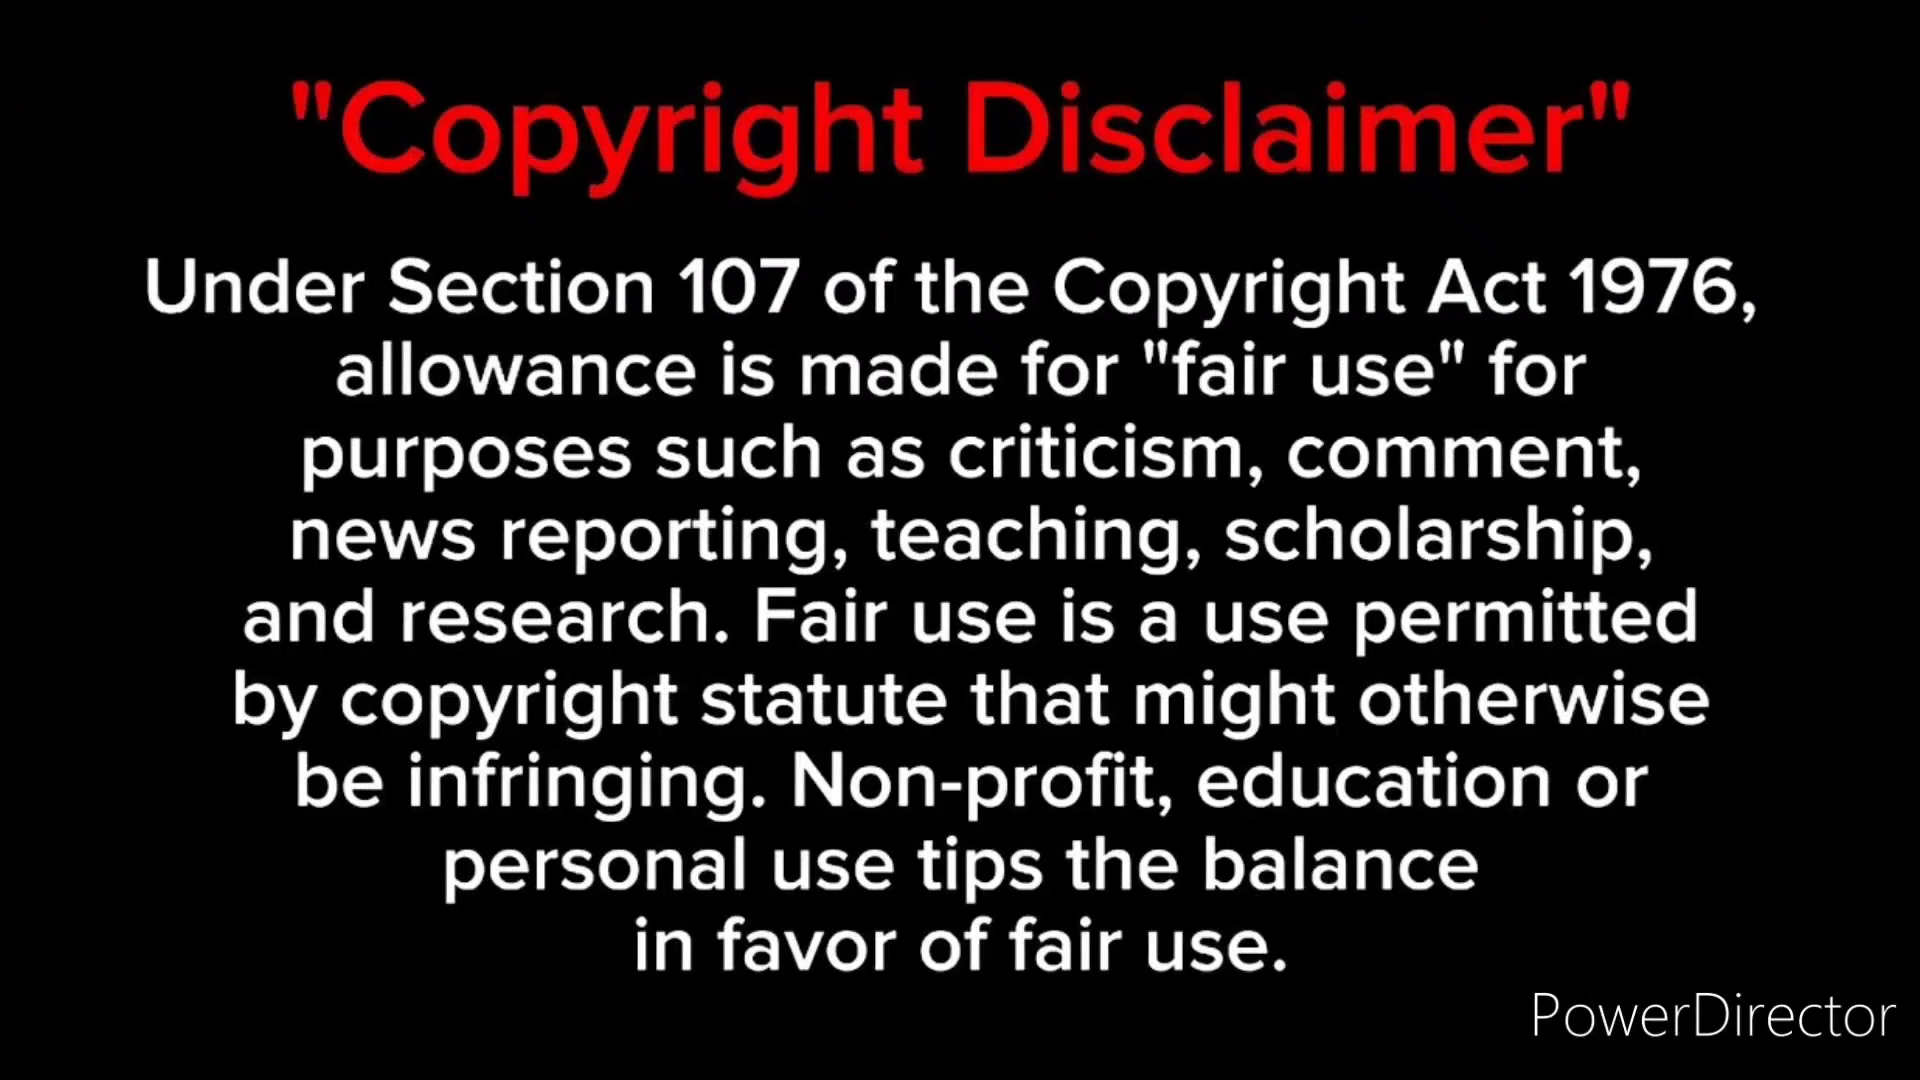 "Copyright Disclaimer"
Under Section 107 of the Copyright Act 1976,
allowance is made for "fair use" for
purposes such as criticism, comment,
news reporting, teaching, scholarship,
and research. Fair use is a use permitted
by copyright statute that might otherwise
be infringing. Non-profit, education or
personal use tips the balance
in favor of fair use.
PowerDirector